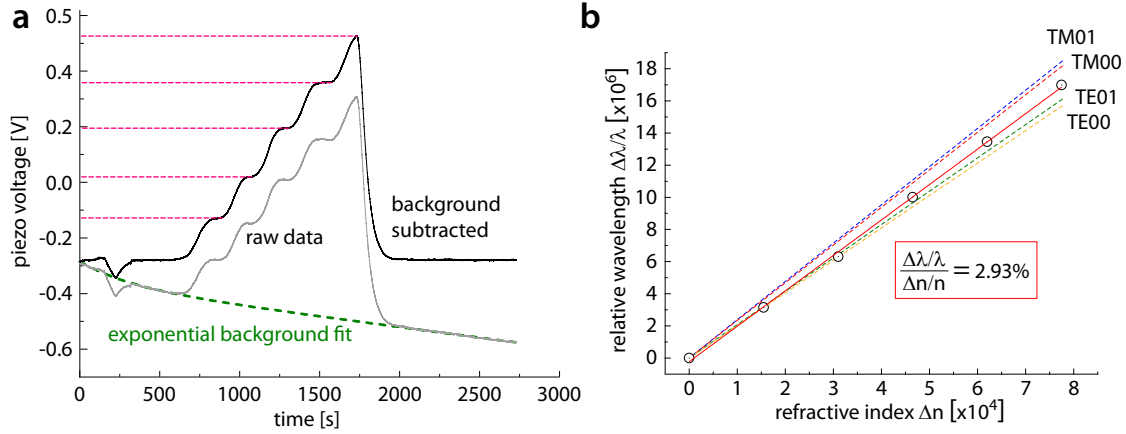 a
0.5
0.4
0.2
0.0
-0.2
-0.4
-0.6
piezo voltage [V]
background
subtracted
raw data
exponential background fit
0 500 1000 1500 2000 2500 3000
time [s]
b
TM01
TM00
TE01
TE00
18
16
14
12
10
8
6
4
2
0
relative wavelength Δλ/λ [x10⁶]
Δλ/λ
Δn/n
= 2.93%
0 1 2 3 4 5 6 7 8
refractive index Δn [x10⁴]